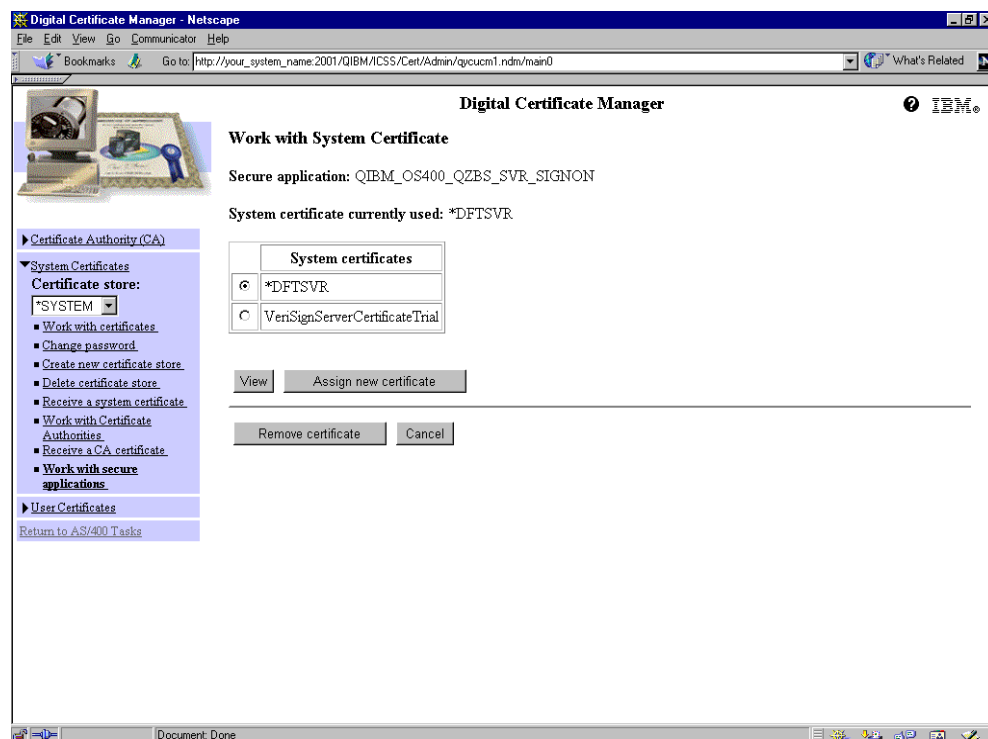 Digital Certificate Manager - Netscape
File Edit View Go Communicator Help
Bookmarks Go to: http://your_system_name:2001/QIBM/ICSS/Cert/Admin/qycucm1.ndm/main0 What's Related
Digital Certificate Manager
IBM
Work with System Certificate
Secure application: QIBM_OS400_QZBS_SVR_SIGNON
System certificate currently used: *DFTSVR
System certificates
*DFTSVR
VeriSignServerCertificateTrial
View Assign new certificate
Remove certificate Cancel
Certificate Authority (CA)
System Certificates
Certificate store:
*SYSTEM
Work with certificates
Change password
Create new certificate store
Delete certificate store
Receive a system certificate
Work with Certificate
Authorities
Receive a CA certificate
Work with secure
applications
User Certificates
Return to AS/400 Tasks
Document: Done